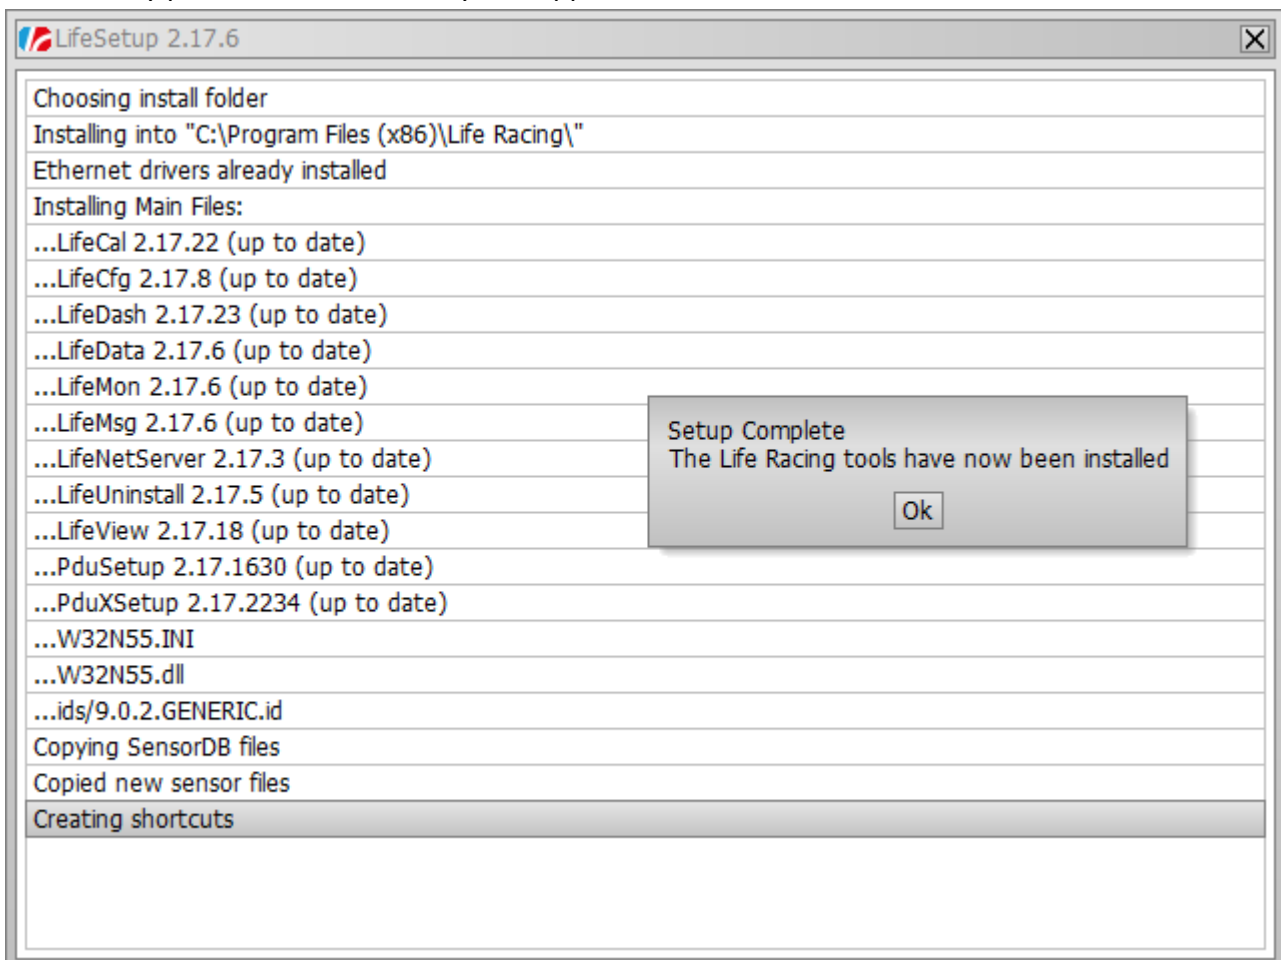 LifeSetup 2.17.6
Choosing install folder
Installing into "C:\Program Files (x86)\Life Racing\"
Ethernet drivers already installed
Installing Main Files:
...LifeCal 2.17.22 (up to date)
...LifeCfg 2.17.8 (up to date)
...LifeDash 2.17.23 (up to date)
...LifeData 2.17.6 (up to date)
...LifeMon 2.17.6 (up to date)
...LifeMsg 2.17.6 (up to date)
...LifeNetServer 2.17.3 (up to date)
...LifeUninstall 2.17.5 (up to date)
...LifeView 2.17.18 (up to date)
...PduSetup 2.17.1630 (up to date)
...PduXSetup 2.17.2234 (up to date)
...W32N55.INI
...W32N55.dll
...ids/9.0.2.GENERIC.id
Copying SensorDB files
Copied new sensor files
Creating shortcuts
Setup Complete
The Life Racing tools have now been installed
Ok